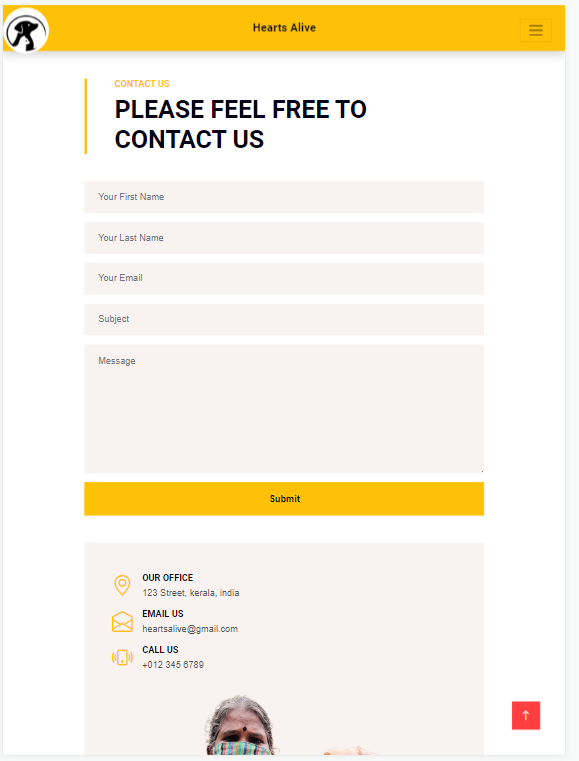 Hearts Alive
CONTACT US
PLEASE FEEL FREE TO
CONTACT US
Your First Name
Your Last Name
Your Email
Subject
Message
Submit
OUR OFFICE
123 Street, kerala, india
EMAIL US
heartsalive@gmail.com
CALL US
+012 345 6789